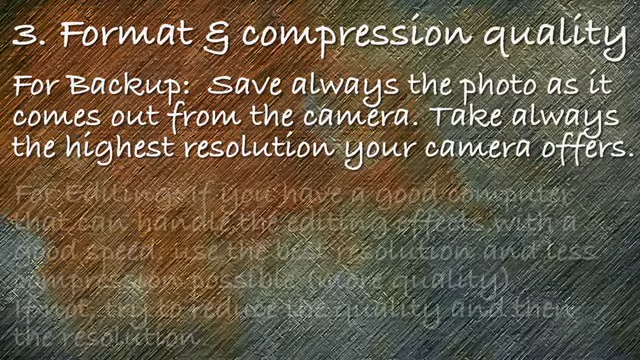 3. Format & compression quality
For Backup: Save always the photo as it
comes out from the camera. Take always
the highest resolution your camera offers.
For Editing: If you have a good computer
that can handle the editing effects with a
good speed, use the best resolution and less
compression possible (more quality)
If not, try to reduce the quality and then
the resolution.